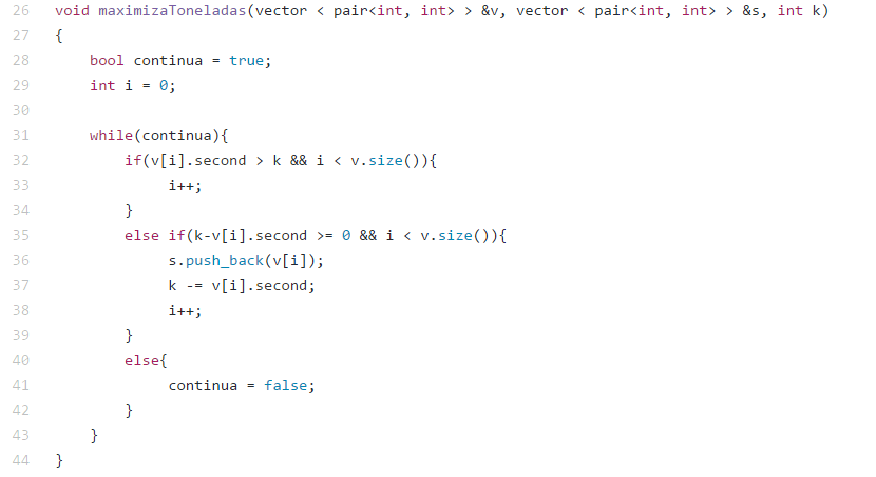 26 void maximizaToneladas(vector < pair<int, int> > &v, vector < pair<int, int> > &s, int k)
27 {
28     bool continua = true;
29     int i = 0;
30
31     while(continua){
32         if(v[i].second > k && i < v.size()){
33             i++;
34         }
35         else if(k-v[i].second >= 0 && i < v.size()){
36             s.push_back(v[i]);
37             k -= v[i].second;
38             i++;
39         }
40         else{
41             continua = false;
42         }
43     }
44 }